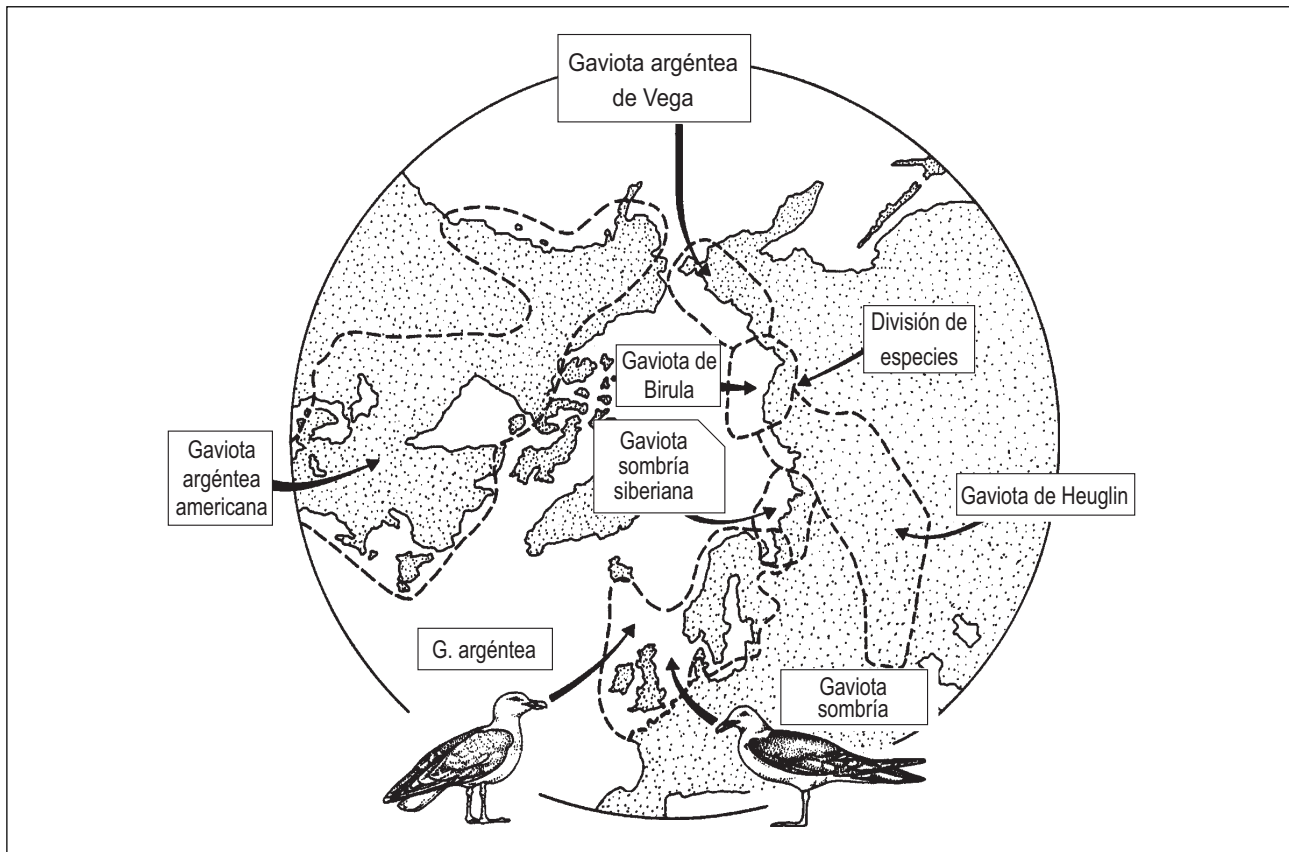 Gaviota argéntea
de Vega
División de
especies
Gaviota de
Birula
Gaviota
sombría
siberiana
Gaviota
argéntea
americana
Gaviota de Heuglin
G. argéntea
Gaviota
sombría